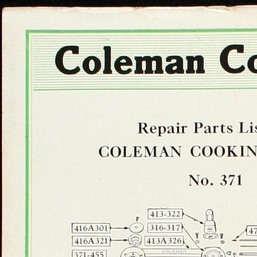 Coleman Co
Repair Parts Lis
COLEMAN COOKIN
No. 371
413-322
416A301 316-317
416A321 413A326
371-455